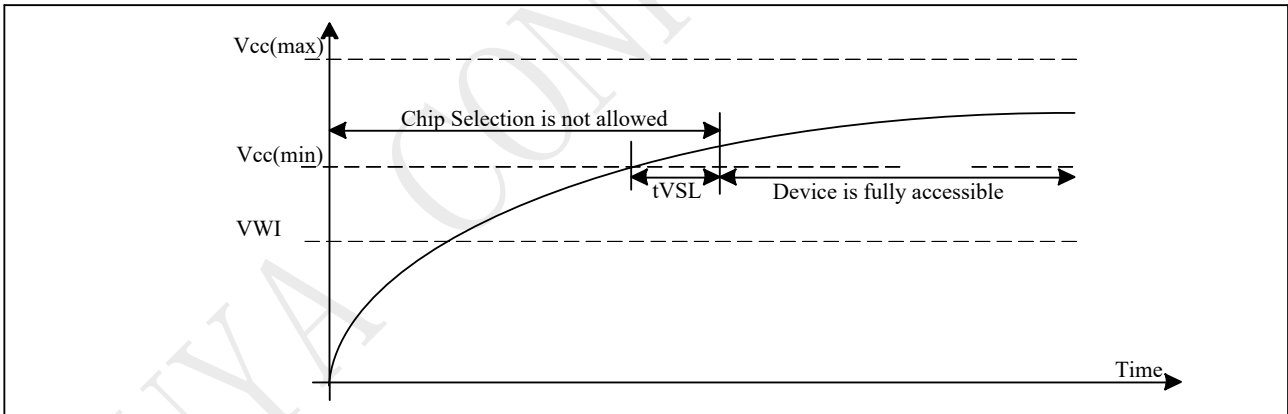 Vcc(max)
Chip Selection is not allowed
Vcc(min)
tVSL
Device is fully accessible
VWI
Time